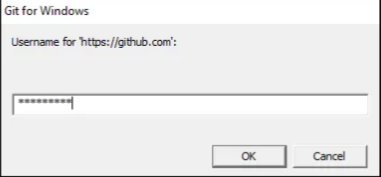 Git for Windows
Username for 'https://github.com':
*********
OK
Cancel